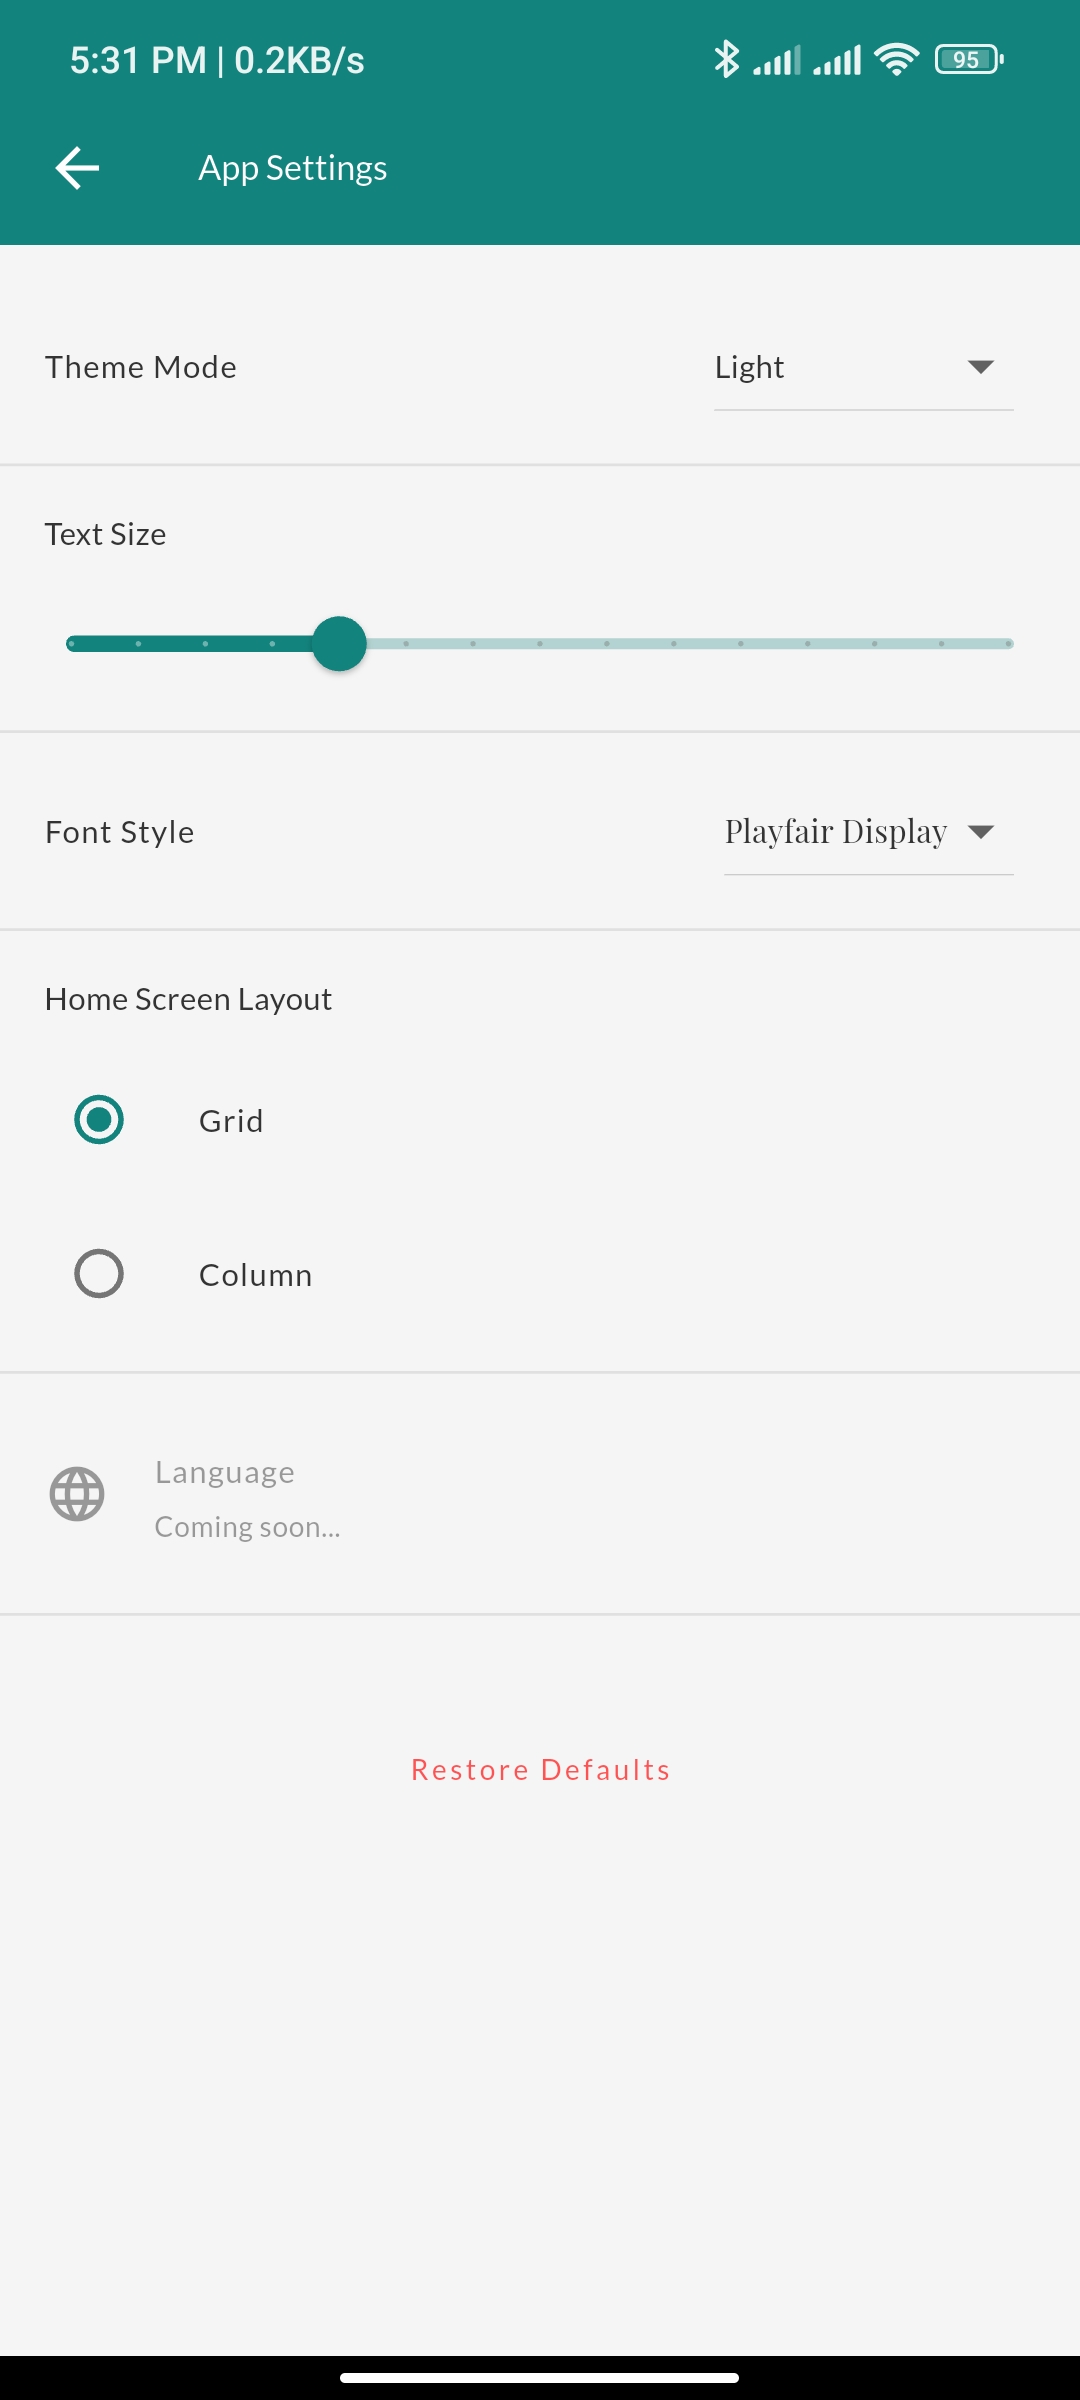 5:31 PM | 0.2KB/s 95
App Settings
Theme Mode Light
Text Size
Font Style Playfair Display
Home Screen Layout
Grid
Column
Language
Coming soon...
Restore Defaults